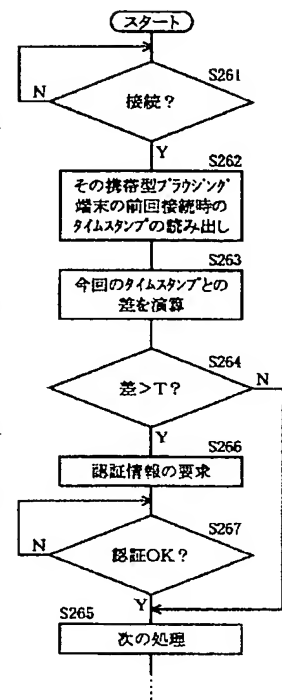 スタート
S261
接続？
N
Y
S262
その携帯型ブラウジング
端末の前回接続時の
タイムスタンプの読み出し
S263
今回のタイムスタンプとの
差を演算
S264
差>T？
N
Y
S266
認証情報の要求
S267
認証OK？
N
Y
S265
次の処理